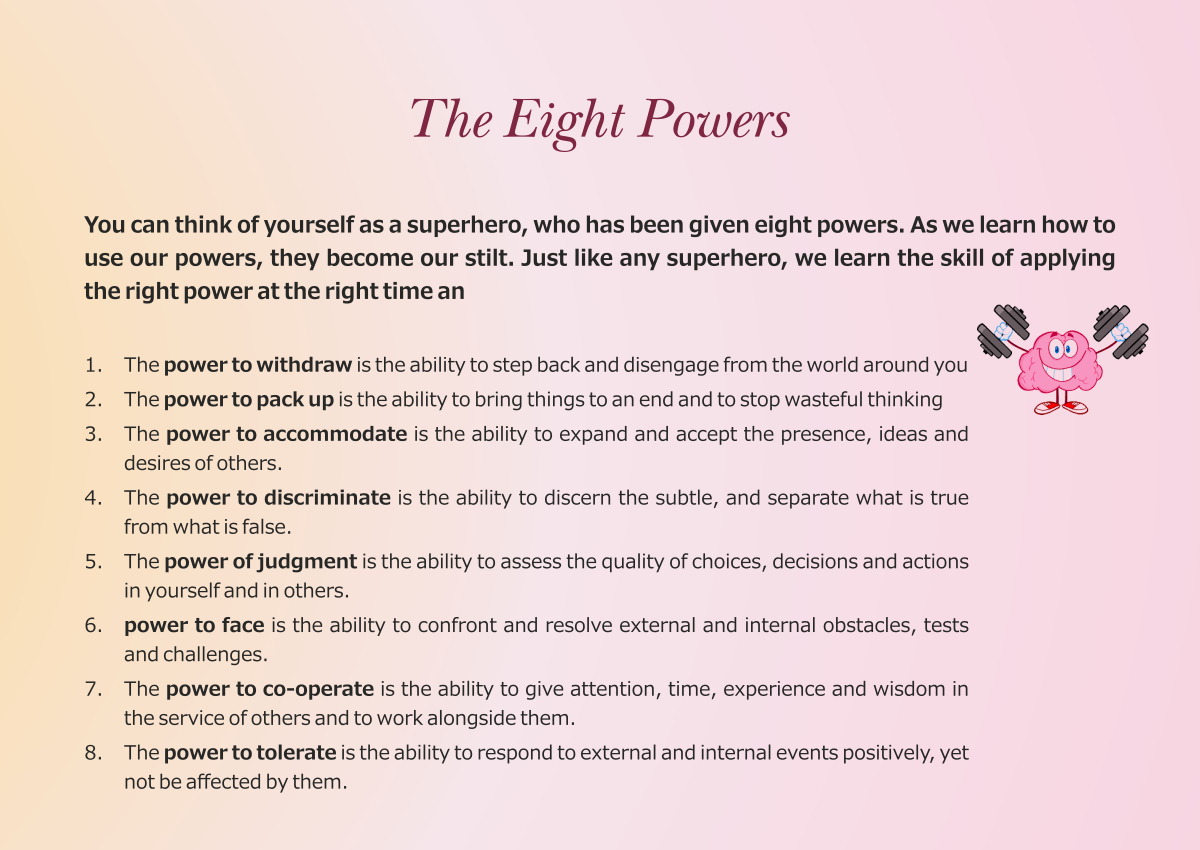 The Eight Powers
You can think of yourself as a superhero, who has been given eight powers. As we learn how to
use our powers, they become our stilt. Just like any superhero, we learn the skill of applying
the right power at the right time an
1. The power to withdraw is the ability to step back and disengage from the world around you
2. The power to pack up is the ability to bring things to an end and to stop wasteful thinking
3. The power to accommodate is the ability to expand and accept the presence, ideas and
desires of others.
4. The power to discriminate is the ability to discern the subtle, and separate what is true
from what is false.
5. The power of judgment is the ability to assess the quality of choices, decisions and actions
in yourself and in others.
6. power to face is the ability to confront and resolve external and internal obstacles, tests
and challenges.
7. The power to co-operate is the ability to give attention, time, experience and wisdom in
the service of others and to work alongside them.
8. The power to tolerate is the ability to respond to external and internal events positively, yet
not be affected by them.